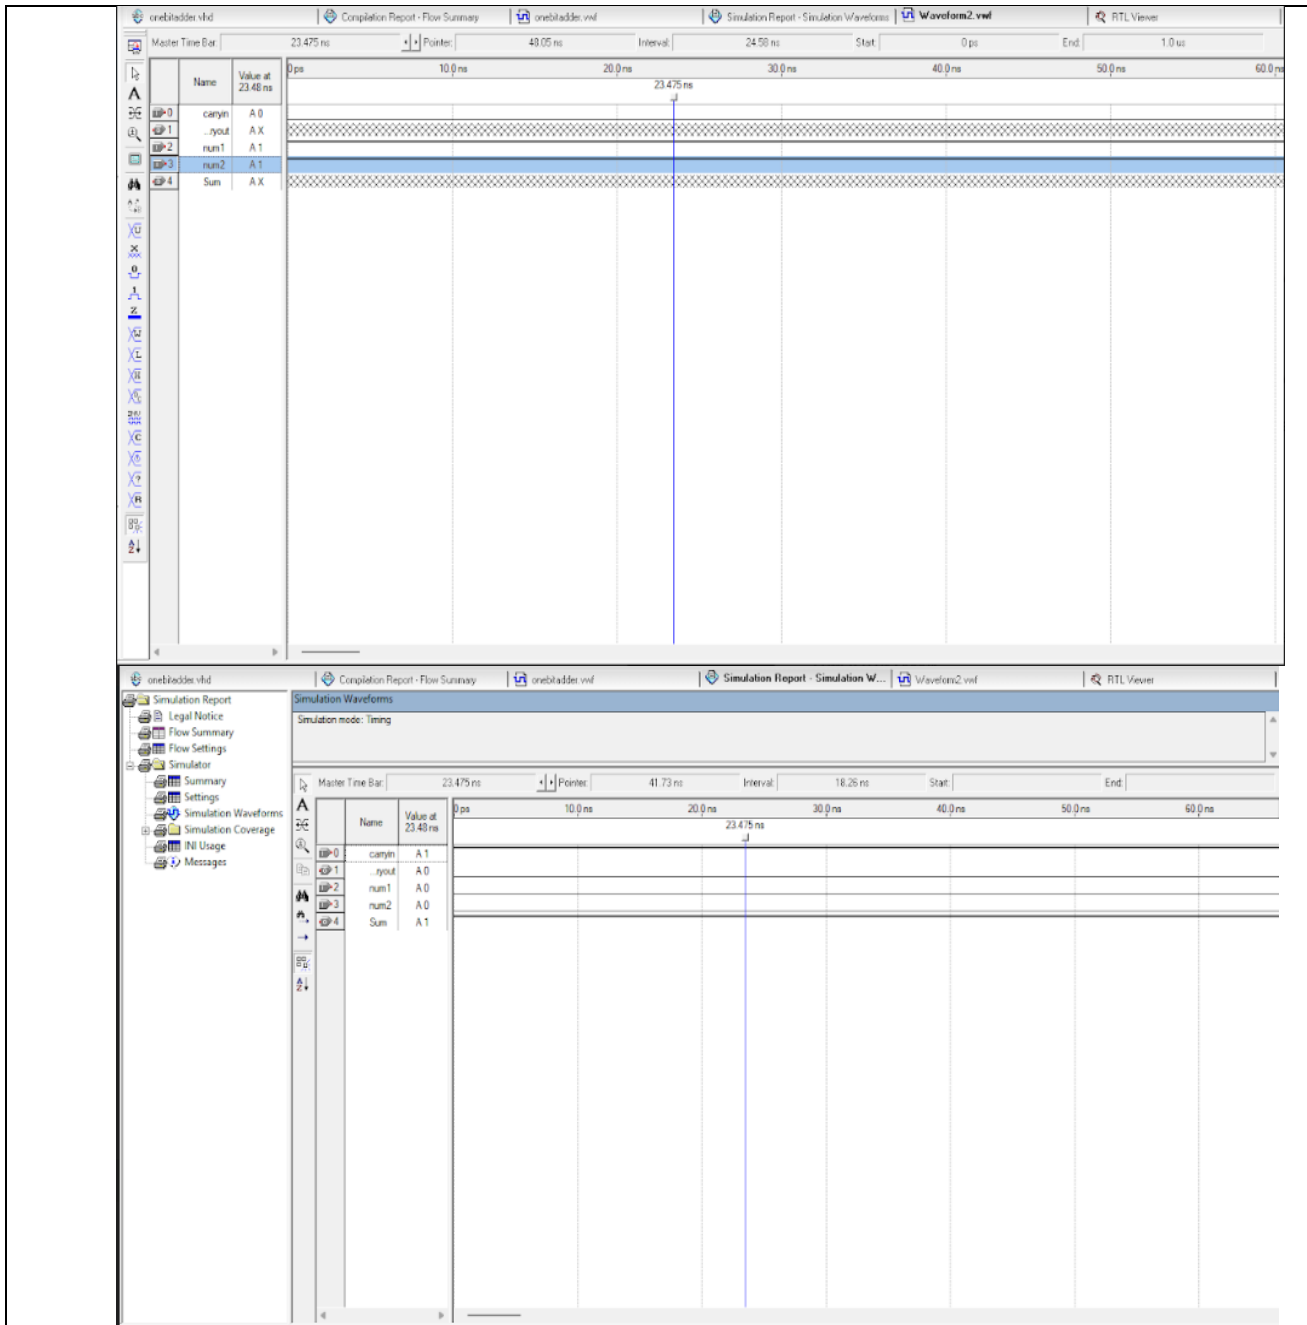 onebitadder.vhd Compilation Report - Flow Summary onebitadder.vwf Simulation Report - Simulation Waveforms Waveform2.vwf RTL Viewer
Master Time Bar: 23.475 ns Pointer: 48.05 ns Interval: 24.58 ns Start: 0 ps End: 1.0 us
Name Value at 23.48 ns
0 ps 10.0 ns 20.0 ns 30.0 ns 40.0 ns 50.0 ns 60.0 ns
23.475 ns
0 carryin A 0
1 ...ryout A X
2 num1 A 1
3 num2 A 1
4 Sum A X
onebitadder.vhd Compilation Report - Flow Summary onebitadder.vwf Simulation Report - Simulation W... Waveform2.vwf RTL Viewer
Simulation Report
Legal Notice
Flow Summary
Flow Settings
Simulator
Summary
Settings
Simulation Waveforms
Simulation Coverage
INI Usage
Messages
Simulation Waveforms
Simulation mode: Timing
Master Time Bar: 23.475 ns Pointer: 41.73 ns Interval: 18.26 ns Start: End:
Name Value at 23.48 ns
0 ps 10.0 ns 20.0 ns 30.0 ns 40.0 ns 50.0 ns 60.0 ns
23.475 ns
0 carryin A 1
1 ...ryout A 0
2 num1 A 0
3 num2 A 0
4 Sum A 1